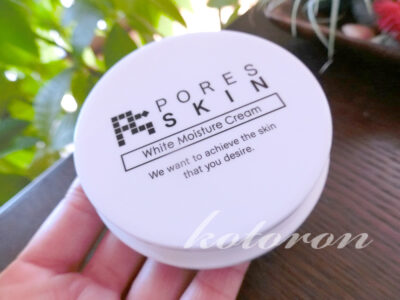 PORES
SKIN
White Moisture Cream
We want to achieve the skin
that you desire.
kotoron